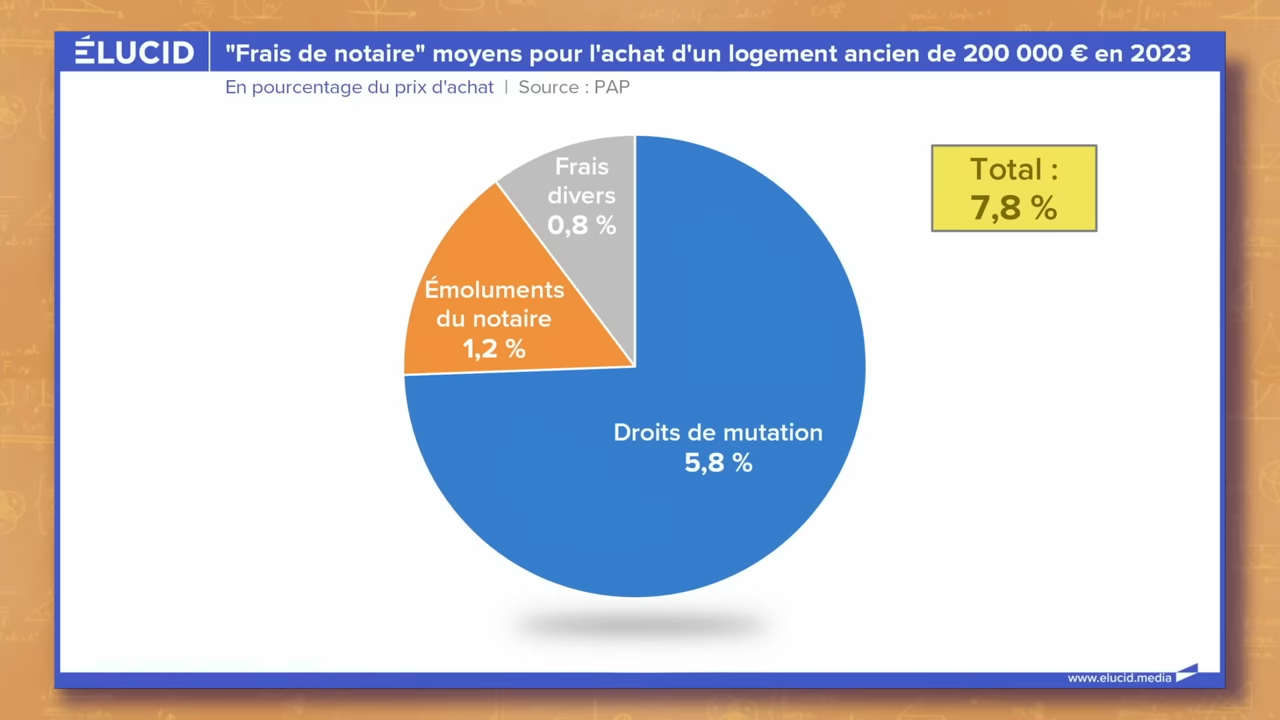 ÉLUCID
"Frais de notaire" moyens pour l'achat d'un logement ancien de 200 000 € en 2023
En pourcentage du prix d'achat | Source : PAP
Total :
7,8 %
Frais
divers
0,8 %
Émoluments
du notaire
1,2 %
Droits de mutation
5,8 %
www.elucid.media